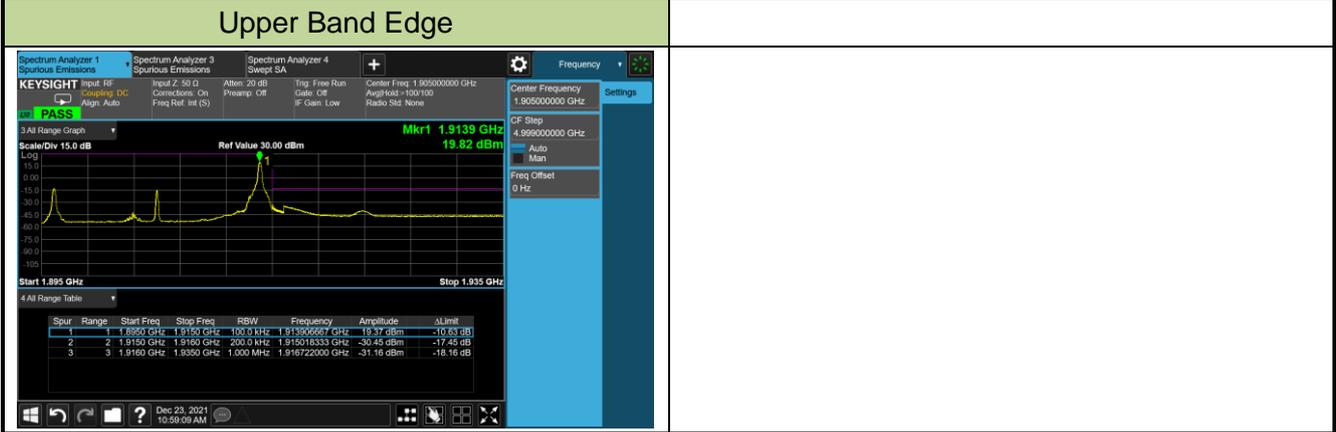 Upper Band Edge
Spectrum Analyzer 1
Spurious Emissions
Spectrum Analyzer 3
Spurious Emissions
Spectrum Analyzer 4
Swept SA
+
Frequency
KEYSIGHT
Input: RF
Coupling: DC
Align: Auto
Input Z: 50 Ω
Corrections: On
Freq Ref: Int (S)
Atten: 20 dB
Preamp: Off
Trig: Free Run
Gate: Off
IF Gain: Low
Center Freq: 1.905000000 GHz
Avg|Hold:>100/100
Radio Std: None
PASS
Center Frequency
1.905000000 GHz
Settings
CF Step
4.999000000 GHz
Auto
Man
Freq Offset
0 Hz
3 All Range Graph
Mkr1 1.9139 GHz
Scale/Div 15.0 dB
Ref Value 30.00 dBm
19.82 dBm
Log
1
15.0
0.00
-15.0
-30.0
-45.0
-60.0
-75.0
-90.0
-105
Start 1.895 GHz
Stop 1.935 GHz
4 All Range Table
Spur Range Start Freq Stop Freq RBW Frequency Amplitude ΔLimit
1 1 1.8950 GHz 1.9150 GHz 100.0 kHz 1.913906667 GHz 19.37 dBm -10.63 dB
2 2 1.9150 GHz 1.9160 GHz 200.0 kHz 1.915018333 GHz -30.45 dBm -17.45 dB
3 3 1.9160 GHz 1.9350 GHz 1.000 MHz 1.916722000 GHz -31.16 dBm -18.16 dB
?
Dec 23, 2021
10:59:09 AM